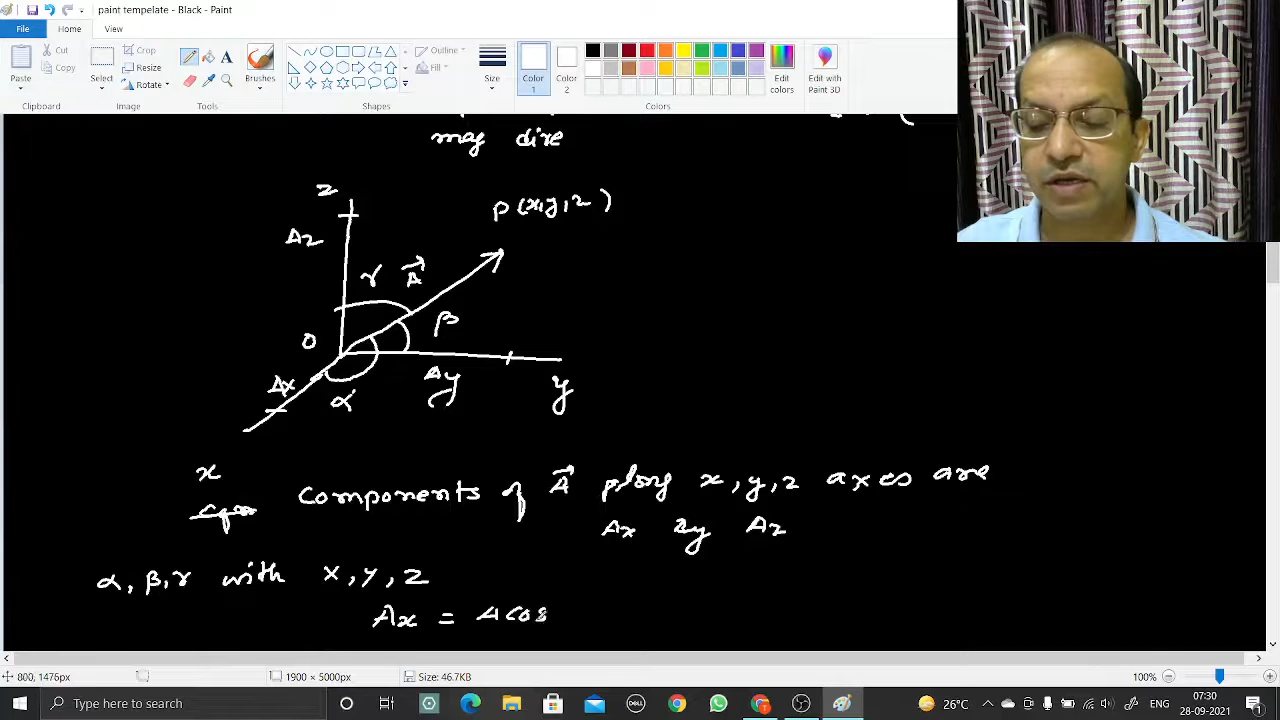 paint tempelate - Black - Paint
File Home View
Paste Cut Copy Select Crop Resize Rotate Brushes Outline Fill Size Color 1 Color 2 Edit colors Edit with Paint 3D
Clipboard Image Tools Shapes Colors
mag dire
z
P (x,y,z)
Az
γ A⃗
β
O
Ax
Ay
α
y
x
Components of A⃗ along x, y, z axes are
Ax Ay Az
α, β, γ with x, y, z
Ax = A cos
800, 1476px 1900 × 5000px Size: 46.7KB 100%
Type here to search DELL 26°C ENG 07:30
28-09-2021